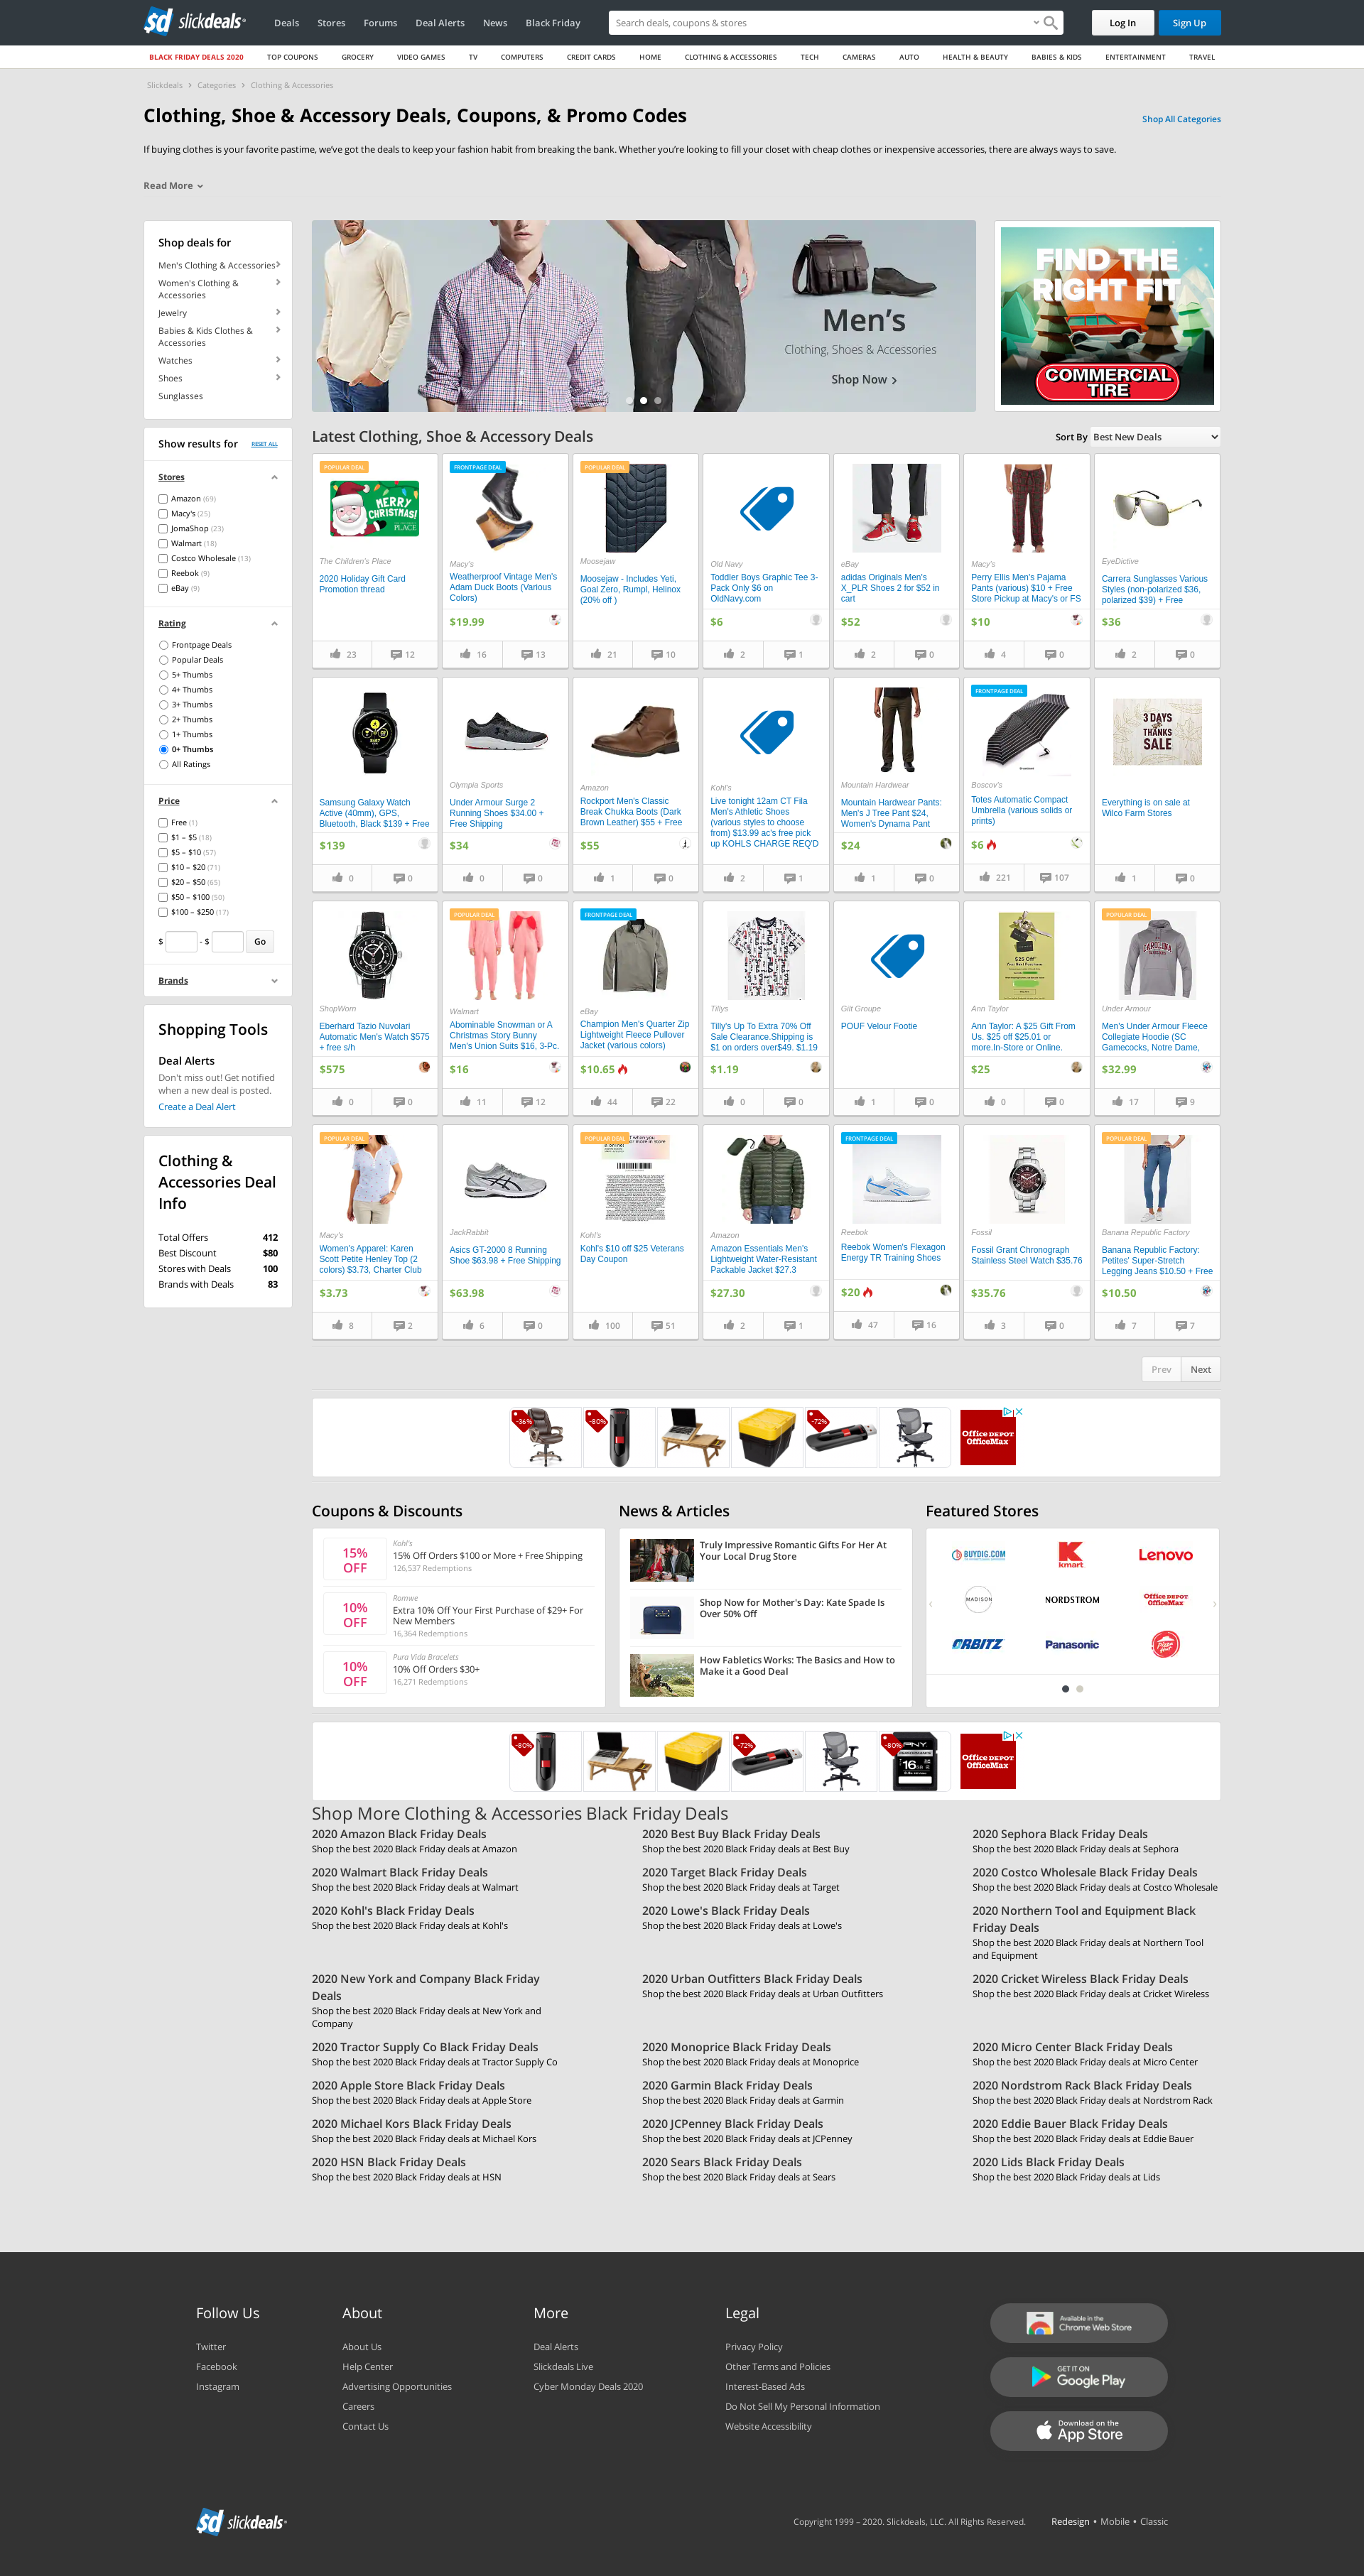 slickdeals
Deals
Stores
Forums
Deal Alerts
News
Black Friday
Search deals, coupons & stores
Log In
Sign Up
BLACK FRIDAY DEALS 2020
TOP COUPONS
GROCERY
VIDEO GAMES
TV
COMPUTERS
CREDIT CARDS
HOME
CLOTHING & ACCESSORIES
TECH
CAMERAS
AUTO
HEALTH & BEAUTY
BABIES & KIDS
ENTERTAINMENT
TRAVEL
Slickdeals › Categories › Clothing & Accessories
Clothing, Shoe & Accessory Deals, Coupons, & Promo Codes
Shop All Categories
If buying clothes is your favorite pastime, we've got the deals to keep your fashion habit from breaking the bank. Whether you're looking to fill your closet with cheap clothes or inexpensive accessories, there are always ways to save.
Read More
Shop deals for
Men's Clothing & Accessories
Women's Clothing &
Accessories
Jewelry
Babies & Kids Clothes &
Accessories
Watches
Shoes
Sunglasses
Show results for
RESET ALL
Stores
Amazon (69)
Macy's (25)
JomaShop (23)
Walmart (18)
Costco Wholesale (13)
Reebok (9)
eBay (9)
Rating
Frontpage Deals
Popular Deals
5+ Thumbs
4+ Thumbs
3+ Thumbs
2+ Thumbs
1+ Thumbs
0+ Thumbs
All Ratings
Price
Free (1)
$1 – $5 (18)
$5 – $10 (57)
$10 – $20 (71)
$20 – $50 (65)
$50 – $100 (50)
$100 – $250 (17)
$ - $ Go
Brands
Shopping Tools
Deal Alerts
Don't miss out! Get notified
when a new deal is posted.
Create a Deal Alert
Clothing &
Accessories Deal
Info
Total Offers 412
Best Discount $80
Stores with Deals 100
Brands with Deals 83
Men's
Clothing, Shoes & Accessories
Shop Now
FIND THE
RIGHT FIT
COMMERCIAL
TIRE
Latest Clothing, Shoe & Accessory Deals
Sort By Best New Deals
POPULAR DEAL
MERRY
CHRISTMAS!
PLACE
The Children's Place
2020 Holiday Gift Card
Promotion thread
23 12
FRONTPAGE DEAL
Macy's
Weatherproof Vintage Men's
Adam Duck Boots (Various
Colors)
$19.99
16 13
POPULAR DEAL
Moosejaw
Moosejaw - Includes Yeti,
Goal Zero, Rumpl, Helinox
(20% off )
21 10
Old Navy
Toddler Boys Graphic Tee 3-
Pack Only $6 on
OldNavy.com
$6
2 1
eBay
adidas Originals Men's
X_PLR Shoes 2 for $52 in
cart
$52
2 0
Macy's
Perry Ellis Men's Pajama
Pants (various) $10 + Free
Store Pickup at Macy's or FS
$10
4 0
EyeDictive
Carrera Sunglasses Various
Styles (non-polarized $36,
polarized $39) + Free
$36
2 0
Samsung Galaxy Watch
Active (40mm), GPS,
Bluetooth, Black $139 + Free
$139
0 0
Olympia Sports
Under Armour Surge 2
Running Shoes $34.00 +
Free Shipping
$34
0 0
Amazon
Rockport Men's Classic
Break Chukka Boots (Dark
Brown Leather) $55 + Free
$55
1 0
Kohl's
Live tonight 12am CT Fila
Men's Athletic Shoes
(various styles to choose
from) $13.99 ac's free pick
up KOHLS CHARGE REQ'D
2 1
Mountain Hardwear
Mountain Hardwear Pants:
Men's J Tree Pant $24,
Women's Dynama Pant
$24
1 0
FRONTPAGE DEAL
Boscov's
Totes Automatic Compact
Umbrella (various solids or
prints)
$6
221 107
3 DAYS
THANKS
SALE
Everything is on sale at
Wilco Farm Stores
1 0
ShopWorn
Eberhard Tazio Nuvolari
Automatic Men's Watch $575
+ free s/h
$575
0 0
POPULAR DEAL
Walmart
Abominable Snowman or A
Christmas Story Bunny
Men's Union Suits $16, 3-Pc.
$16
11 12
FRONTPAGE DEAL
eBay
Champion Men's Quarter Zip
Lightweight Fleece Pullover
Jacket (various colors)
$10.65
44 22
Tillys
Tilly's Up To Extra 70% Off
Sale Clearance.Shipping is
$1 on orders over$49. $1.19
$1.19
0 0
Gilt Groupe
POUF Velour Footie
1 0
$25 Off
Ann Taylor
Ann Taylor: A $25 Gift From
Us. $25 off $25.01 or
more.In-Store or Online.
$25
0 0
POPULAR DEAL
CAROLINA
Under Armour
Men's Under Armour Fleece
Collegiate Hoodie (SC
Gamecocks, Notre Dame,
$32.99
17 9
POPULAR DEAL
Macy's
Women's Apparel: Karen
Scott Petite Henley Top (2
colors) $3.73, Charter Club
$3.73
8 2
JackRabbit
Asics GT-2000 8 Running
Shoe $63.98 + Free Shipping
$63.98
6 0
POPULAR DEAL
Kohl's
Kohl's $10 off $25 Veterans
Day Coupon
100 51
Amazon
Amazon Essentials Men's
Lightweight Water-Resistant
Packable Jacket $27.3
$27.30
2 1
FRONTPAGE DEAL
Reebok
Reebok Women's Flexagon
Energy TR Training Shoes
$20
47 16
Fossil
Fossil Grant Chronograph
Stainless Steel Watch $35.76
$35.76
3 0
POPULAR DEAL
Banana Republic Factory
Banana Republic Factory:
Petites' Super-Stretch
Legging Jeans $10.50 + Free
$10.50
7 7
Prev Next
-36%
-80%
-72%
Office DEPOT
OfficeMax
Coupons & Discounts
15%
OFF
Kohl's
15% Off Orders $100 or More + Free Shipping
126,537 Redemptions
10%
OFF
Romwe
Extra 10% Off Your First Purchase of $29+ For
New Members
16,364 Redemptions
10%
OFF
Pura Vida Bracelets
10% Off Orders $30+
16,271 Redemptions
News & Articles
Truly Impressive Romantic Gifts For Her At
Your Local Drug Store
Shop Now for Mother's Day: Kate Spade Is
Over 50% Off
How Fabletics Works: The Basics and How to
Make it a Good Deal
Featured Stores
BUYDIG.COM
kmart
Lenovo
MADISON
NORDSTROM
Office DEPOT
OfficeMax
ORBITZ
Panasonic
Pizza Hut
-80%
-72%
-80%
PNY
16
Office DEPOT
OfficeMax
Shop More Clothing & Accessories Black Friday Deals
2020 Amazon Black Friday Deals
Shop the best 2020 Black Friday deals at Amazon
2020 Best Buy Black Friday Deals
Shop the best 2020 Black Friday deals at Best Buy
2020 Sephora Black Friday Deals
Shop the best 2020 Black Friday deals at Sephora
2020 Walmart Black Friday Deals
Shop the best 2020 Black Friday deals at Walmart
2020 Target Black Friday Deals
Shop the best 2020 Black Friday deals at Target
2020 Costco Wholesale Black Friday Deals
Shop the best 2020 Black Friday deals at Costco Wholesale
2020 Kohl's Black Friday Deals
Shop the best 2020 Black Friday deals at Kohl's
2020 Lowe's Black Friday Deals
Shop the best 2020 Black Friday deals at Lowe's
2020 Northern Tool and Equipment Black
Friday Deals
Shop the best 2020 Black Friday deals at Northern Tool
and Equipment
2020 New York and Company Black Friday
Deals
Shop the best 2020 Black Friday deals at New York and
Company
2020 Urban Outfitters Black Friday Deals
Shop the best 2020 Black Friday deals at Urban Outfitters
2020 Cricket Wireless Black Friday Deals
Shop the best 2020 Black Friday deals at Cricket Wireless
2020 Tractor Supply Co Black Friday Deals
Shop the best 2020 Black Friday deals at Tractor Supply Co
2020 Monoprice Black Friday Deals
Shop the best 2020 Black Friday deals at Monoprice
2020 Micro Center Black Friday Deals
Shop the best 2020 Black Friday deals at Micro Center
2020 Apple Store Black Friday Deals
Shop the best 2020 Black Friday deals at Apple Store
2020 Garmin Black Friday Deals
Shop the best 2020 Black Friday deals at Garmin
2020 Nordstrom Rack Black Friday Deals
Shop the best 2020 Black Friday deals at Nordstrom Rack
2020 Michael Kors Black Friday Deals
Shop the best 2020 Black Friday deals at Michael Kors
2020 JCPenney Black Friday Deals
Shop the best 2020 Black Friday deals at JCPenney
2020 Eddie Bauer Black Friday Deals
Shop the best 2020 Black Friday deals at Eddie Bauer
2020 HSN Black Friday Deals
Shop the best 2020 Black Friday deals at HSN
2020 Sears Black Friday Deals
Shop the best 2020 Black Friday deals at Sears
2020 Lids Black Friday Deals
Shop the best 2020 Black Friday deals at Lids
Follow Us
Twitter
Facebook
Instagram
About
About Us
Help Center
Advertising Opportunities
Careers
Contact Us
More
Deal Alerts
Slickdeals Live
Cyber Monday Deals 2020
Legal
Privacy Policy
Other Terms and Policies
Interest-Based Ads
Do Not Sell My Personal Information
Website Accessibility
Available in the
Chrome Web Store
GET IT ON
Google Play
Download on the
App Store
slickdeals
Copyright 1999 – 2020. Slickdeals, LLC. All Rights Reserved.
Redesign • Mobile • Classic